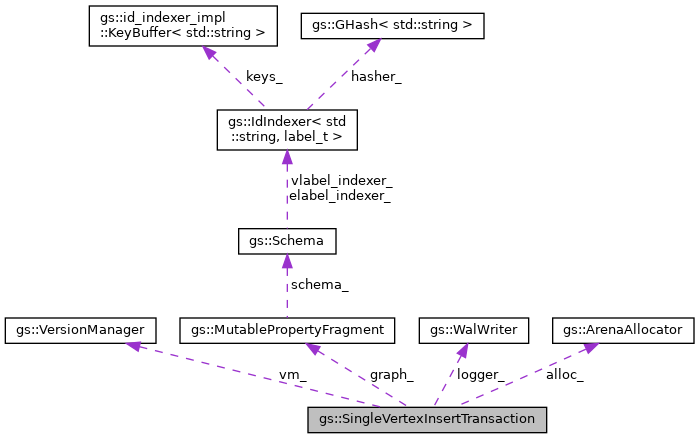 gs::id_indexer_impl
::KeyBuffer< std::string >
gs::GHash< std::string >
keys_
hasher_
gs::IdIndexer< std
::string, label_t >
vlabel_indexer_
elabel_indexer_
gs::Schema
schema_
gs::VersionManager
gs::MutablePropertyFragment
gs::WalWriter
gs::ArenaAllocator
vm_
graph_
logger_
alloc_
gs::SingleVertexInsertTransaction